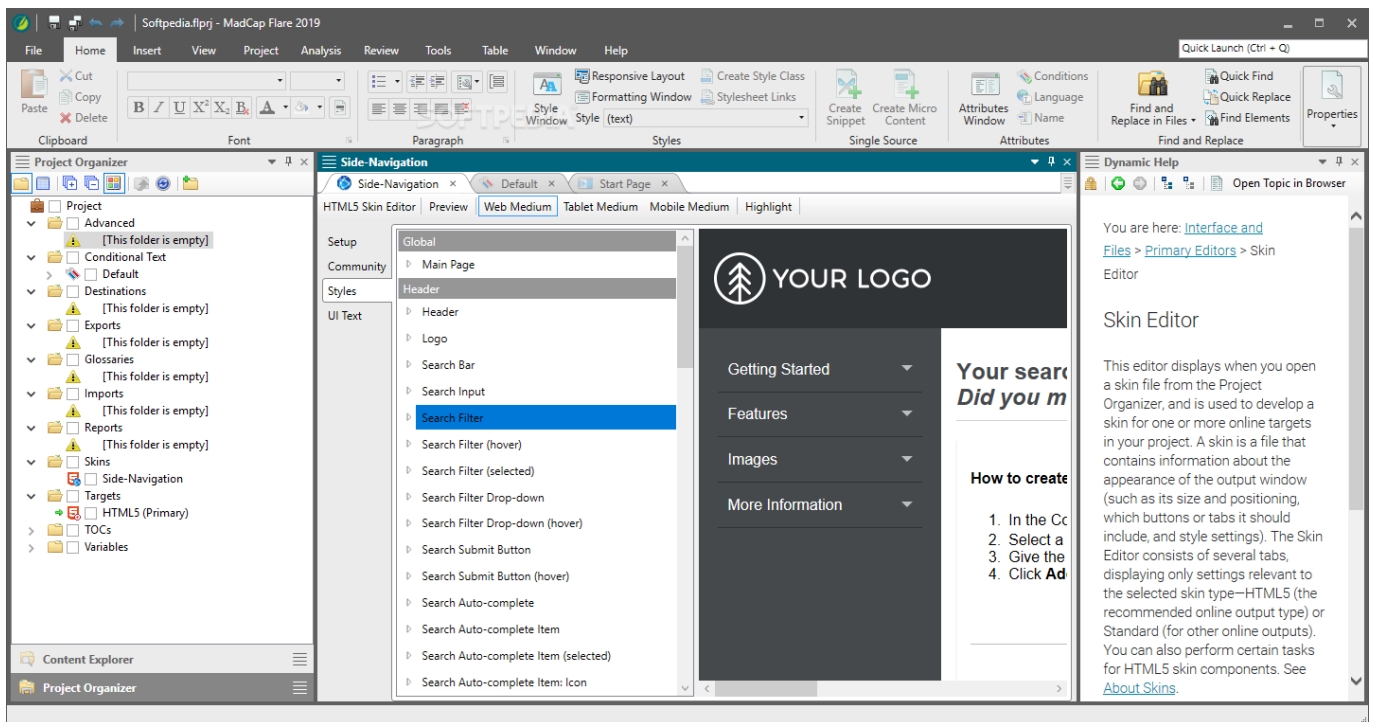 Softpedia.flprj - MadCap Flare 2019
File Home Insert View Project Analysis Review Tools Table Window Help
Quick Launch (Ctrl + Q)
Paste
Cut
Copy
Delete
Clipboard
B I U X² X₂ B A
Font
Paragraph
SOFTPEDIA
Style Window
Responsive Layout
Formatting Window
Style (text)
Create Style Class
Stylesheet Links
Styles
Create Snippet
Create Micro Content
Single Source
Attributes Window
Conditions
Language
Name
Attributes
Find and Replace in Files
Quick Find
Quick Replace
Find Elements
Find and Replace
Properties
Project Organizer
Project
Advanced
[This folder is empty]
Conditional Text
Default
Destinations
[This folder is empty]
Exports
[This folder is empty]
Glossaries
[This folder is empty]
Imports
[This folder is empty]
Reports
[This folder is empty]
Skins
Side-Navigation
Targets
HTML5 (Primary)
TOCs
Variables
Content Explorer
Project Organizer
Side-Navigation
Side-Navigation Default Start Page
HTML5 Skin Editor Preview Web Medium Tablet Medium Mobile Medium Highlight
Setup
Community
Styles
UI Text
Global
Main Page
Header
Header
Logo
Search Bar
Search Input
Search Filter
Search Filter (hover)
Search Filter (selected)
Search Filter Drop-down
Search Filter Drop-down (hover)
Search Submit Button
Search Submit Button (hover)
Search Auto-complete
Search Auto-complete Item
Search Auto-complete Item (selected)
Search Auto-complete Item: Icon
YOUR LOGO
Getting Started
Features
Images
More Information
Your searc
Did you m
How to create
1. In the Co
2. Select a
3. Give the
4. Click Ad
Dynamic Help
Open Topic in Browser
You are here: Interface and
Files > Primary Editors > Skin
Editor
Skin Editor
This editor displays when you open
a skin file from the Project
Organizer, and is used to develop a
skin for one or more online targets
in your project. A skin is a file that
contains information about the
appearance of the output window
(such as its size and positioning,
which buttons or tabs it should
include, and style settings). The Skin
Editor consists of several tabs,
displaying only settings relevant to
the selected skin type—HTML5 (the
recommended online output type) or
Standard (for other online outputs).
You can also perform certain tasks
for HTML5 skin components. See
About Skins.